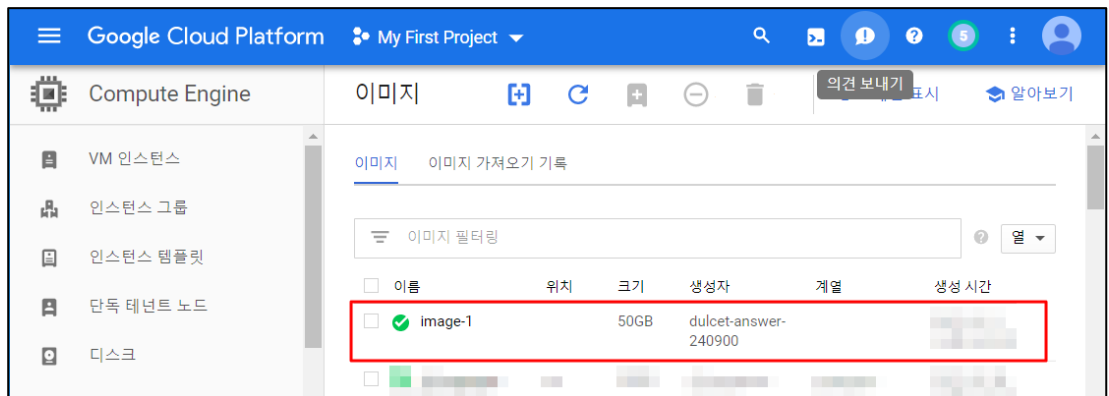 Google Cloud Platform My First Project 5
Compute Engine
이미지
의견 보내기
표시
알아보기
VM 인스턴스
인스턴스 그룹
인스턴스 템플릿
단독 테넌트 노드
디스크
이미지 이미지 가져오기 기록
이미지 필터링
열
이름 위치 크기 생성자 계열 생성 시간
image-1 50GB dulcet-answer-
240900